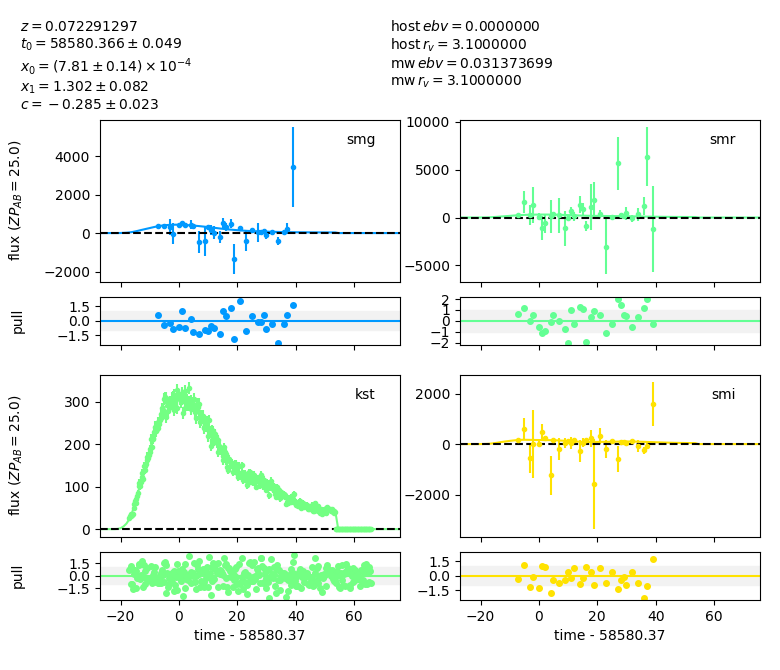 z = 0.072291297
t₀ = 58580.366 ± 0.049
x₀ = (7.81 ± 0.14) × 10⁻⁴
x₁ = 1.302 ± 0.082
c = −0.285 ± 0.023
host ebv = 0.0000000
host r_v = 3.1000000
mw ebv = 0.031373699
mw r_v = 3.1000000
flux (ZP_AB = 25.0)
4000
2000
0
−2000
smg
10000
5000
0
−5000
smr
pull
1.5
0.0
−1.5
2
1
0
−1
−2
flux (ZP_AB = 25.0)
300
200
100
0
kst
2000
0
−2000
smi
pull
1.5
0.0
−1.5
1.5
0.0
−1.5
−20 0 20 40 60
−20 0 20 40 60
time - 58580.37
time - 58580.37